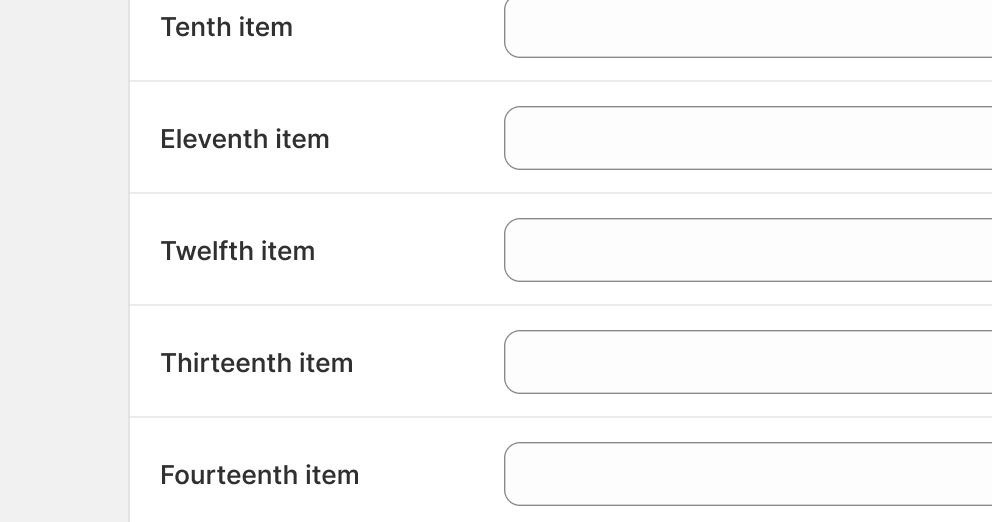 Tenth item
Eleventh item
Twelfth item
Thirteenth item
Fourteenth item